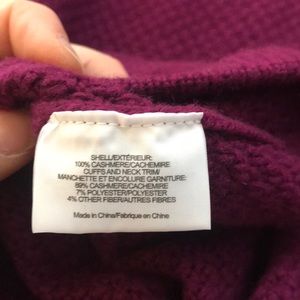 SHELL/EXTÉRIEUR:
100% CASHMERE/CACHEMIRE
CUFFS AND NECK TRIM/
MANCHETTE ET ENCOLURE GARNITURE:
89% CASHMERE/CACHEMIRE
7% POLYESTER/POLYESTER
4% OTHER FIBER/AUTRES FIBRES
Made in China/Fabrique en Chine